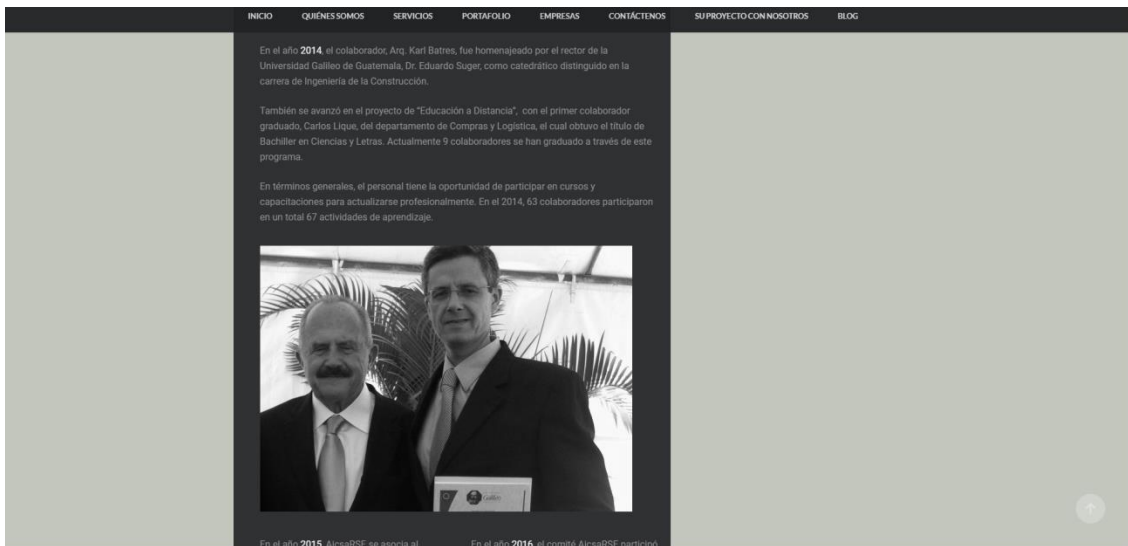 INICIO QUIÉNES SOMOS SERVICIOS PORTAFOLIO EMPRESAS CONTÁCTENOS SU PROYECTO CON NOSOTROS BLOG
En el año 2014, el colaborador, Arq. Karl Batres, fue homenajeado por el rector de la
Universidad Galileo de Guatemala, Dr. Eduardo Suger, como catedrático distinguido en la
carrera de Ingeniería de la Construcción.
También se avanzó en el proyecto de "Educación a Distancia", con el primer colaborador
graduado, Carlos Lique, del departamento de Compras y Logística, el cual obtuvo el título de
Bachiller en Ciencias y Letras. Actualmente 9 colaboradores se han graduado a través de este
programa.
En términos generales, el personal tiene la oportunidad de participar en cursos y
capacitaciones para actualizarse profesionalmente. En el 2014, 63 colaboradores participaron
en un total 67 actividades de aprendizaje.
Galileo
En el año 2015, AicsaRSE se asocia al
En el año 2016, el comité AicsaRSE participó